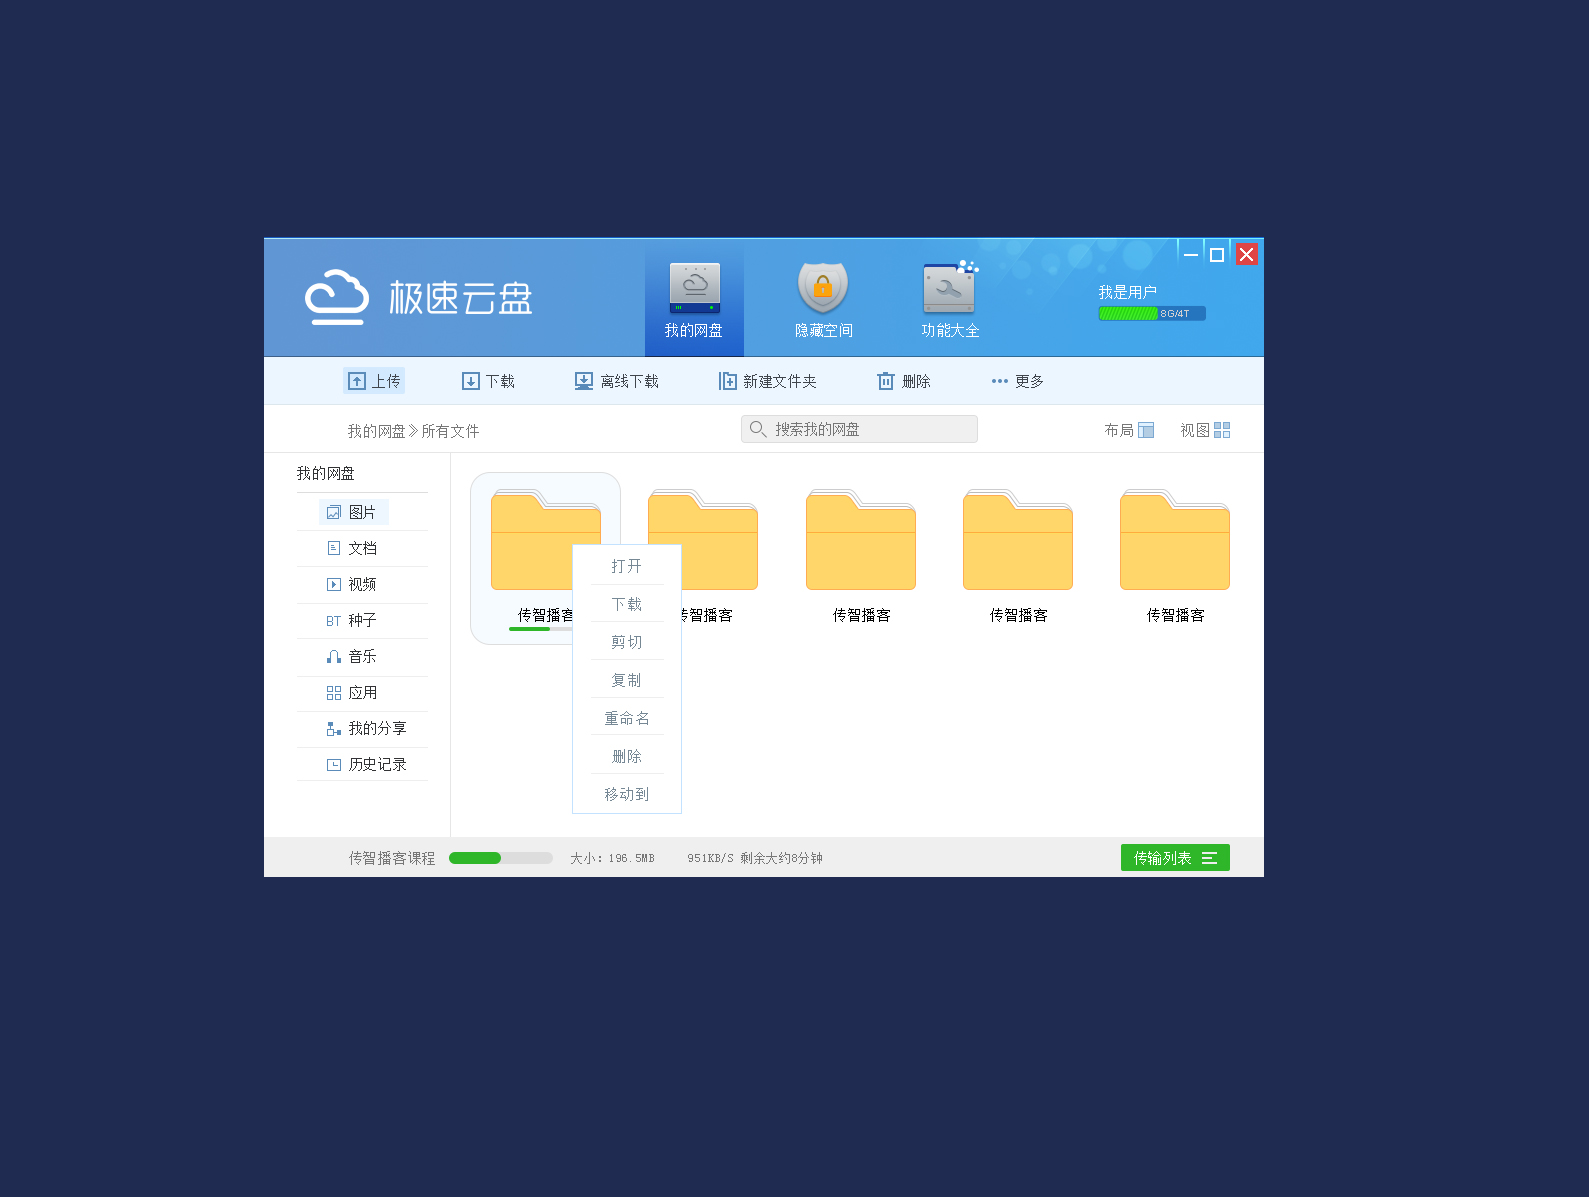 极速云盘
我的网盘
隐藏空间
功能大全
我是用户
8G/4T
上传
下载
离线下载
新建文件夹
删除
更多
我的网盘
所有文件
搜索我的网盘
布局
视图
我的网盘
图片
文档
视频
BT 种子
音乐
应用
我的分享
历史记录
传智播客
传智播客
传智播客
传智播客
传智播客
打开
下载
剪切
复制
重命名
删除
移动到
传智播客课程
大小：196.5MB
951KB/S 剩余大约8分钟
传输列表